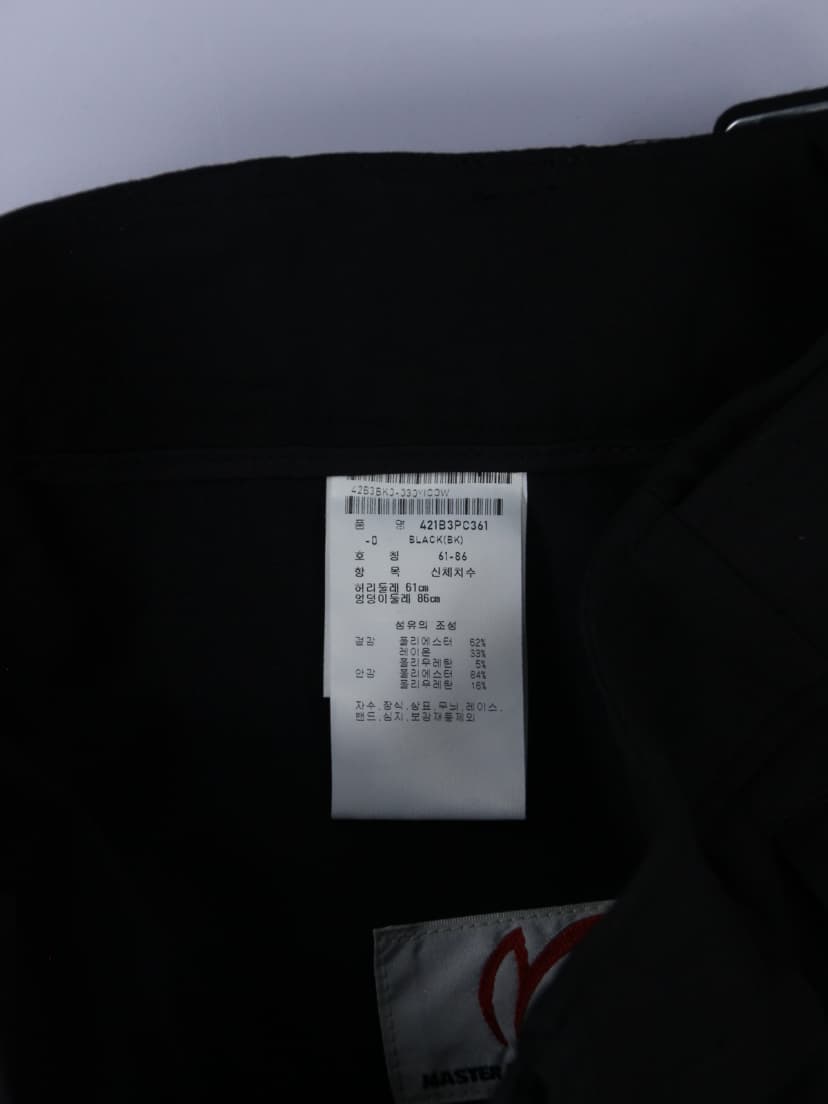 품 명 421B3PC361
-0 BLACK(BK)
호 칭 61-86
항 목 신체치수
허리둘레 61㎝
엉덩이둘레 86㎝
섬유의 조성
겉감 폴리에스터 62%
레이온 33%
폴리우레탄 5%
안감 폴리에스터 84%
폴리우레탄 16%
자수,장식,상표,무늬,레이스,
밴드,심지,보강재등제외
MASTER